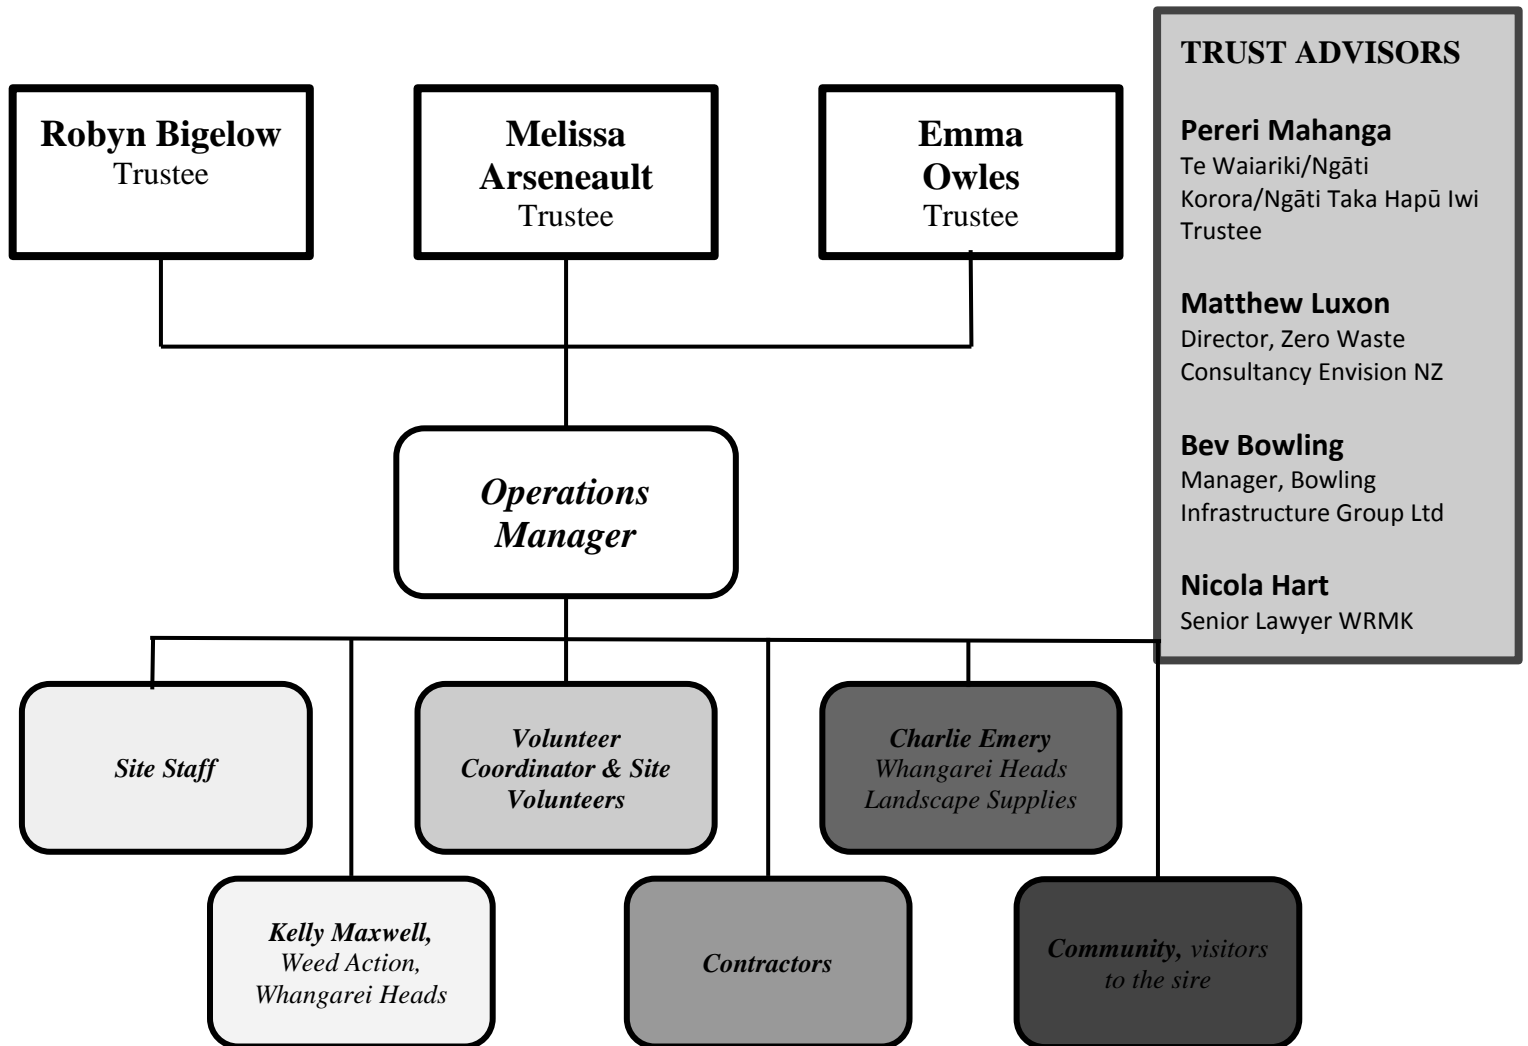 Robyn Bigelow
Trustee
Melissa
Arseneault
Trustee
Emma
Owles
Trustee
TRUST ADVISORS
Pereri Mahanga
Te Waiariki/Ngāti
Korora/Ngāti Taka Hapū Iwi
Trustee
Matthew Luxon
Director, Zero Waste
Consultancy Envision NZ
Bev Bowling
Manager, Bowling
Infrastructure Group Ltd
Nicola Hart
Senior Lawyer WRMK
Operations
Manager
Site Staff
Volunteer
Coordinator & Site
Volunteers
Charlie Emery
Whangarei Heads
Landscape Supplies
Kelly Maxwell,
Weed Action,
Whangarei Heads
Contractors
Community, visitors
to the sire